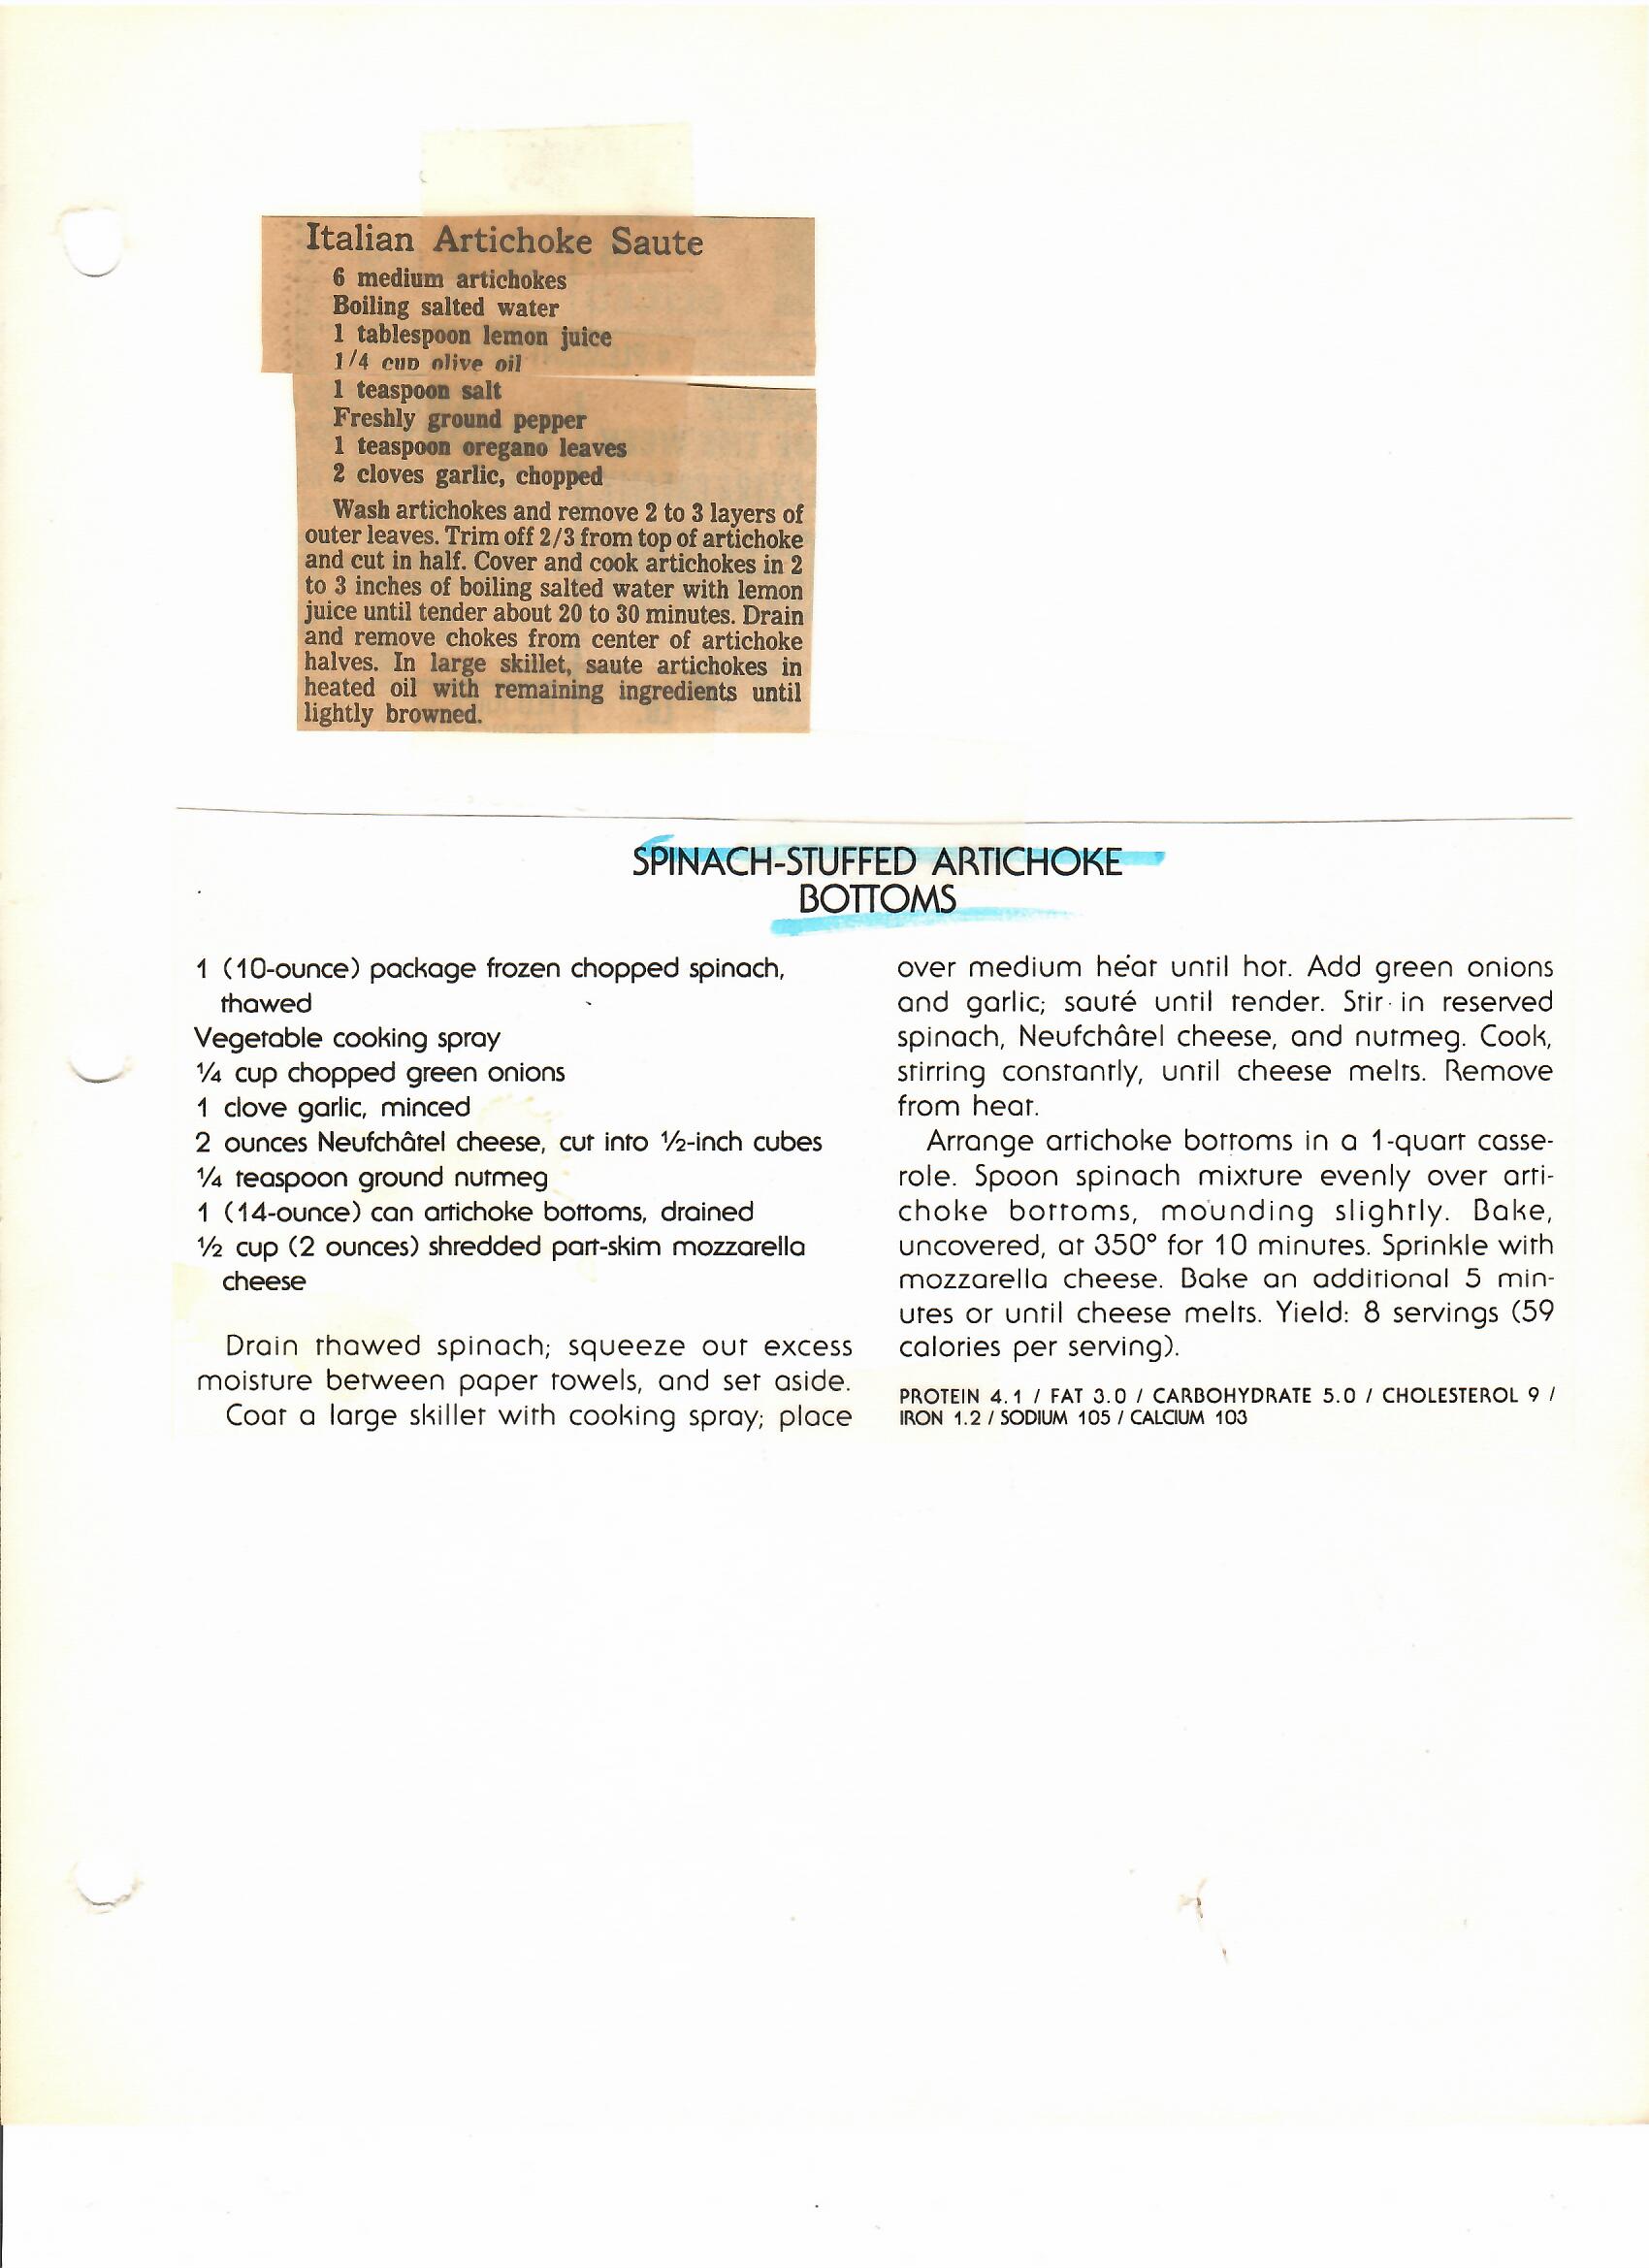 Italian Artichoke Saute
6 medium artichokes
Boiling salted water
1 tablespoon lemon juice
1/4 cup olive oil
1 teaspoon salt
Freshly ground pepper
1 teaspoon oregano leaves
2 cloves garlic, chopped
Wash artichokes and remove 2 to 3 layers of
outer leaves. Trim off 2/3 from top of artichoke
and cut in half. Cover and cook artichokes in 2
to 3 inches of boiling salted water with lemon
juice until tender about 20 to 30 minutes. Drain
and remove chokes from center of artichoke
halves. In large skillet, saute artichokes in
heated oil with remaining ingredients until
lightly browned.
SPINACH-STUFFED ARTICHOKE
BOTTOMS
1 (10-ounce) package frozen chopped spinach,
thawed
Vegetable cooking spray
¼ cup chopped green onions
1 clove garlic, minced
2 ounces Neufchâtel cheese, cut into ½-inch cubes
¼ teaspoon ground nutmeg
1 (14-ounce) can artichoke bottoms, drained
½ cup (2 ounces) shredded part-skim mozzarella
cheese
Drain thawed spinach; squeeze out excess
moisture between paper towels, and set aside.
Coat a large skillet with cooking spray; place
over medium heat until hot. Add green onions
and garlic; sauté until tender. Stir in reserved
spinach, Neufchâtel cheese, and nutmeg. Cook,
stirring constantly, until cheese melts. Remove
from heat.
Arrange artichoke bottoms in a 1-quart casse-
role. Spoon spinach mixture evenly over arti-
choke bottoms, mounding slightly. Bake,
uncovered, at 350° for 10 minutes. Sprinkle with
mozzarella cheese. Bake an additional 5 min-
utes or until cheese melts. Yield: 8 servings (59
calories per serving).
PROTEIN 4.1 / FAT 3.0 / CARBOHYDRATE 5.0 / CHOLESTEROL 9 /
IRON 1.2 / SODIUM 105 / CALCIUM 103